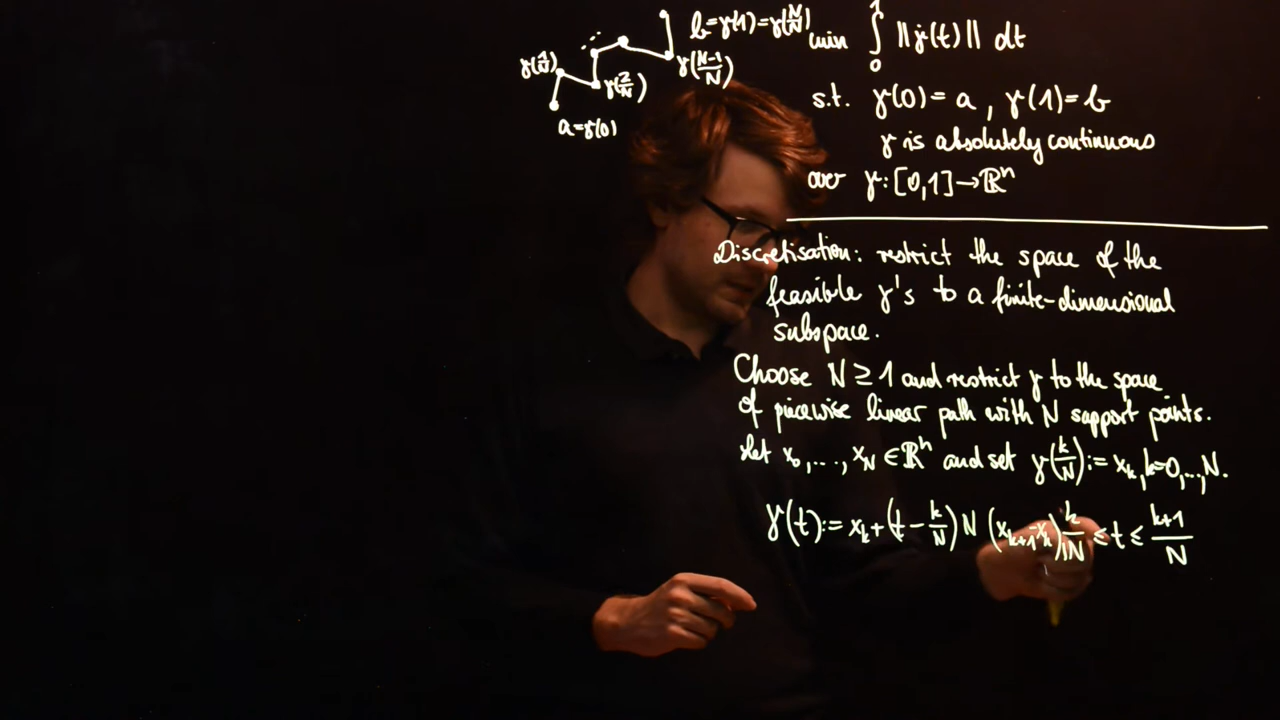 b=γ(1)=γ(N/N)
γ(1/N)
γ(2/N)
γ((N-1)/N)
a=γ(0)
min ∫₀¹ ||γ̇(t)|| dt
s.t. γ(0)=a, γ(1)=b
γ is absolutely continuous
over γ:[0,1]→ℝⁿ
Discretisation: restrict the space of the
feasible γ's to a finite-dimensional
subspace.
Choose N≥1 and restrict γ to the space
of piecewise linear path with N support points.
Let x₀,...,x_N ∈ℝⁿ and set γ(k/N):=x_k, k=0,...,N.
γ(t):= x_k+(t-k/N)N (x_{k+1}-x_k) k/N ≤ t ≤ (k+1)/N